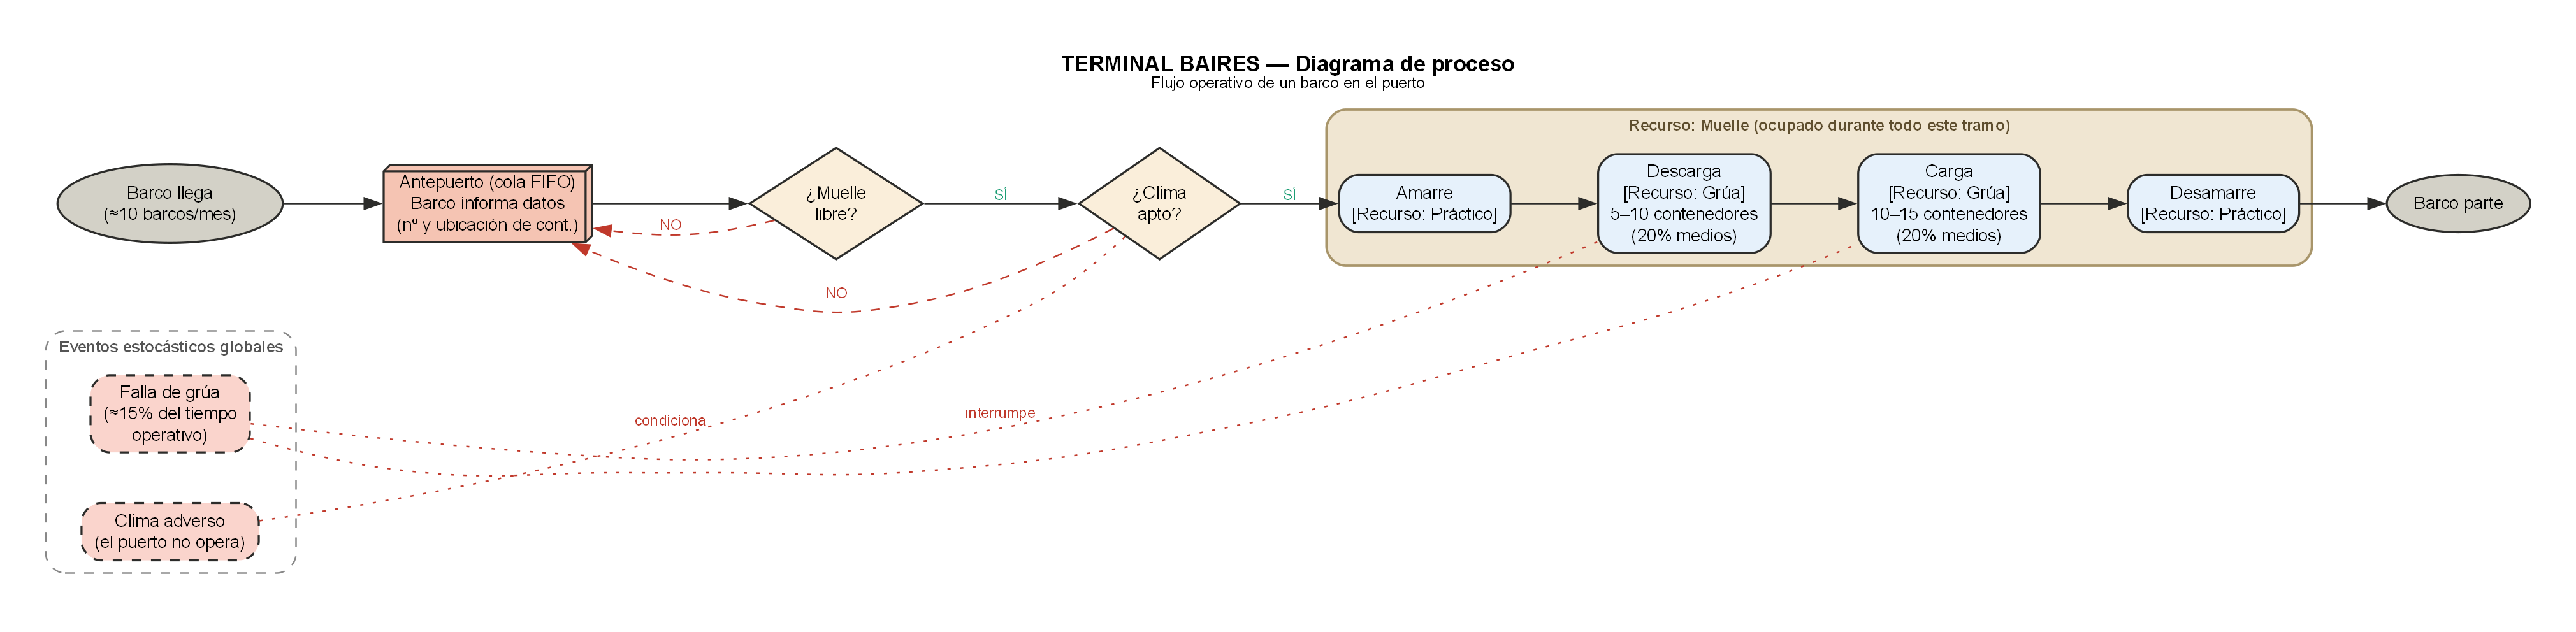 TERMINAL BAIRES — Diagrama de proceso
Flujo operativo de un barco en el puerto
Barco llega
(≈10 barcos/mes)
Antepuerto (cola FIFO)
Barco informa datos
(nº y ubicación de cont.)
¿Muelle
libre?
SÍ
NO
¿Clima
apto?
SÍ
NO
Recurso: Muelle (ocupado durante todo este tramo)
Amarre
[Recurso: Práctico]
Descarga
[Recurso: Grúa]
5–10 contenedores
(20% medios)
Carga
[Recurso: Grúa]
10–15 contenedores
(20% medios)
Desamarre
[Recurso: Práctico]
Barco parte
Eventos estocásticos globales
Falla de grúa
(≈15% del tiempo
operativo)
Clima adverso
(el puerto no opera)
condiciona
interrumpe